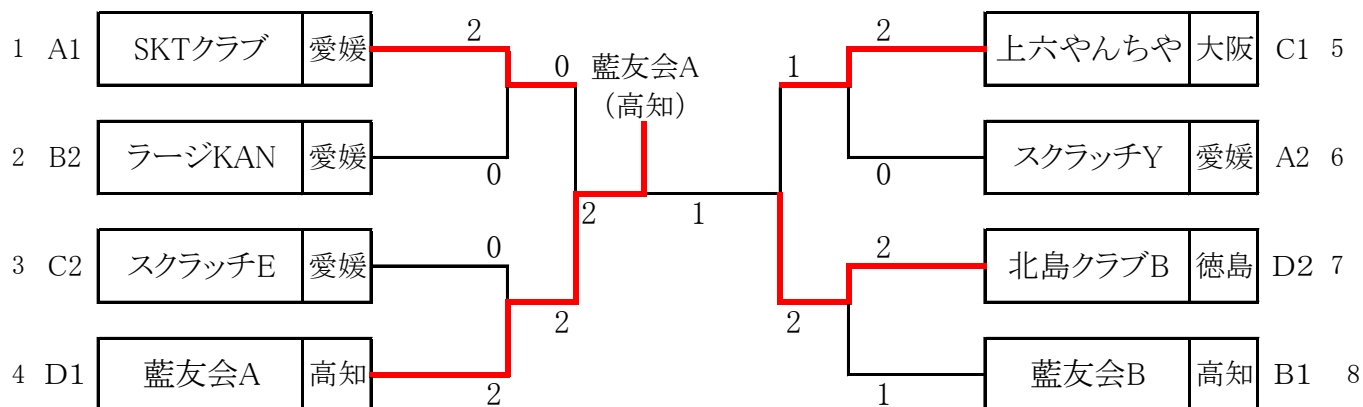 1 A1 SKTクラブ 愛媛 2 2 上六やんちや 大阪 C1 5
0 藍友会A 1
(高知)
2 B2 ラージKAN 愛媛 0 0 スクラッチY 愛媛 A2 6
2 1
3 C2 スクラッチE 愛媛 0 2 北島クラブB 徳島 D2 7
2 2
4 D1 藍友会A 高知 2 1 藍友会B 高知 B1 8